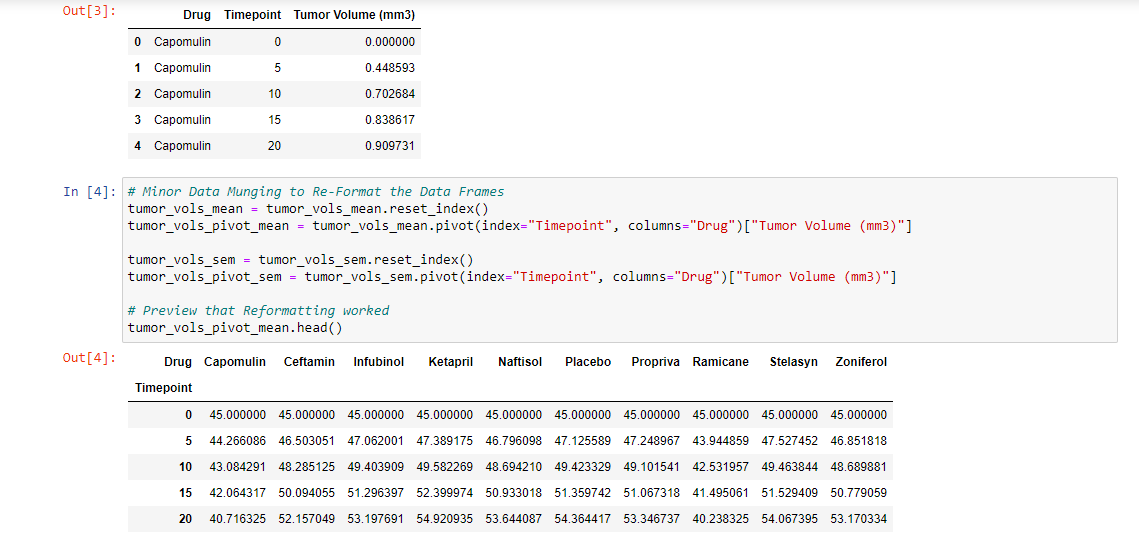 Out[3]:
Drug Timepoint Tumor Volume (mm3)
0 Capomulin 0 0.000000
1 Capomulin 5 0.448593
2 Capomulin 10 0.702684
3 Capomulin 15 0.838617
4 Capomulin 20 0.909731
In [4]: # Minor Data Munging to Re-Format the Data Frames
tumor_vols_mean = tumor_vols_mean.reset_index()
tumor_vols_pivot_mean = tumor_vols_mean.pivot(index="Timepoint", columns="Drug")["Tumor Volume (mm3)"]
tumor_vols_sem = tumor_vols_sem.reset_index()
tumor_vols_pivot_sem = tumor_vols_sem.pivot(index="Timepoint", columns="Drug")["Tumor Volume (mm3)"]
# Preview that Reformatting worked
tumor_vols_pivot_mean.head()
Out[4]:
Drug Capomulin Ceftamin Infubinol Ketapril Naftisol Placebo Propriva Ramicane Stelasyn Zoniferol
Timepoint
0 45.000000 45.000000 45.000000 45.000000 45.000000 45.000000 45.000000 45.000000 45.000000 45.000000
5 44.266086 46.503051 47.062001 47.389175 46.796098 47.125589 47.248967 43.944859 47.527452 46.851818
10 43.084291 48.285125 49.403909 49.582269 48.694210 49.423329 49.101541 42.531957 49.463844 48.689881
15 42.064317 50.094055 51.296397 52.399974 50.933018 51.359742 51.067318 41.495061 51.529409 50.779059
20 40.716325 52.157049 53.197691 54.920935 53.644087 54.364417 53.346737 40.238325 54.067395 53.170334